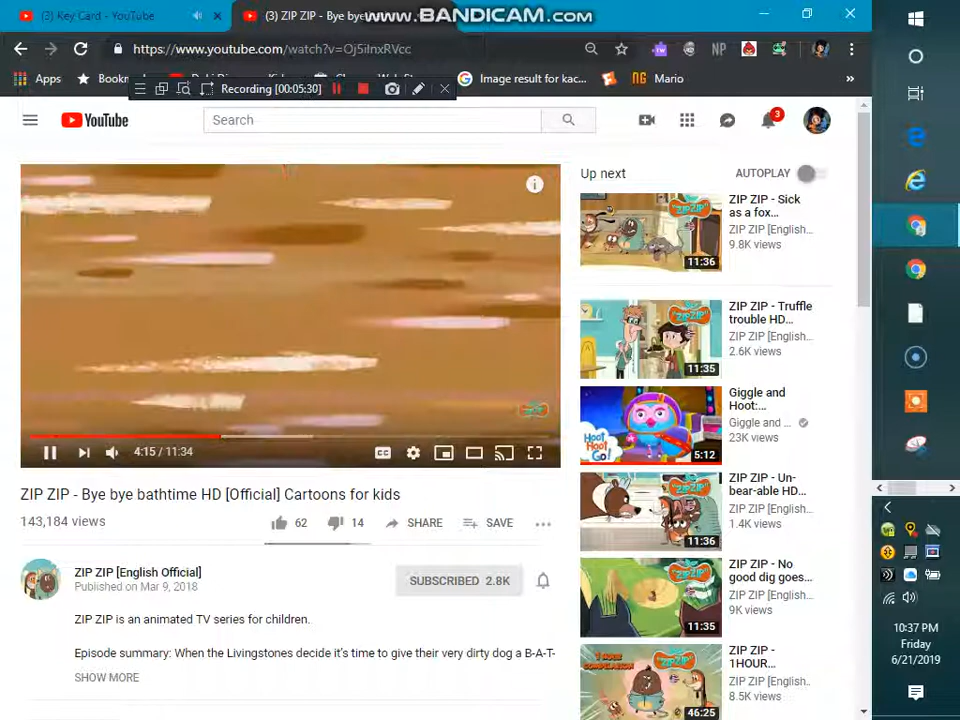 (3) Key Card - YouTube
(3) ZIP ZIP - Bye bye
www.BANDICAM.com
https://www.youtube.com/watch?v=Oj5iInxRVcc
NP
Apps
Bookm
Image result for kac...
NG Mario
»
Recording [00:05:30]
YouTube
Search
3
Up next
AUTOPLAY
ZIP ZIP - Sick
as a fox...
ZIP ZIP [English...
9.8K views
11:36
ZIP ZIP - Truffle
trouble HD...
ZIP ZIP [English...
2.6K views
11:35
Giggle and
Hoot:...
Giggle and ...
23K views
HOOT HOOT GO!
5:12
ZIP ZIP - Un-
bear-able HD...
ZIP ZIP [English...
1.4K views
11:36
ZIP ZIP - No
good dig goes...
ZIP ZIP [English...
9K views
11:35
ZIP ZIP -
1HOUR...
ZIP ZIP [English...
8.5K views
46:25
4:15 / 11:34
CC
ZIP ZIP - Bye bye bathtime HD [Official] Cartoons for kids
143,184 views
62
14
SHARE
SAVE
ZIP ZIP [English Official]
Published on Mar 9, 2018
SUBSCRIBED 2.8K
ZIP ZIP is an animated TV series for children.
Episode summary: When the Livingstones decide it's time to give their very dirty dog a B-A-T-
SHOW MORE
10:37 PM
Friday
6/21/2019